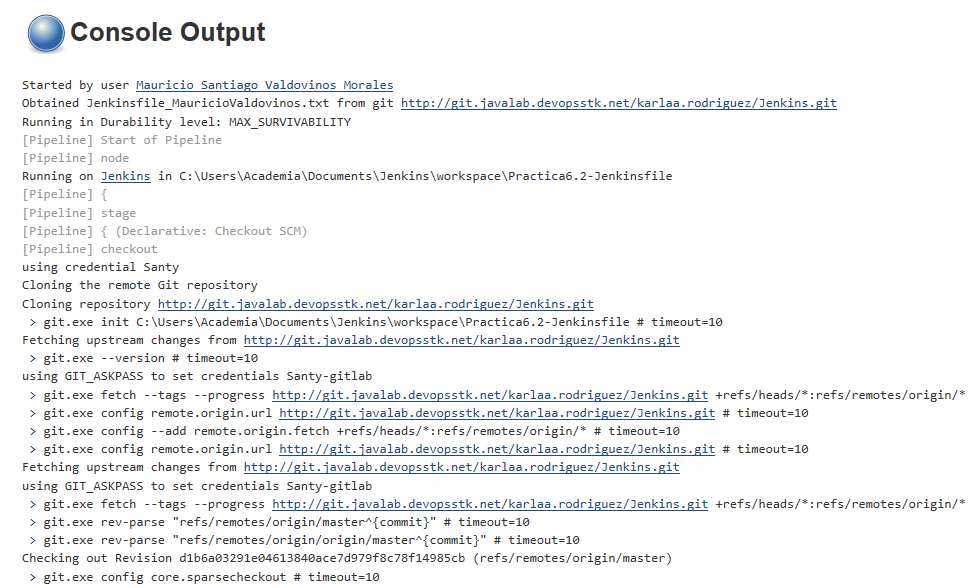 Console Output
Started by user Mauricio Santiago Valdovinos Morales
Obtained Jenkinsfile_MauricioValdovinos.txt from git http://git.javalab.devopsstk.net/karlaa.rodriguez/Jenkins.git
Running in Durability level: MAX_SURVIVABILITY
[Pipeline] Start of Pipeline
[Pipeline] node
Running on Jenkins in C:\Users\Academia\Documents\Jenkins\workspace\Practica6.2-Jenkinsfile
[Pipeline] {
[Pipeline] stage
[Pipeline] { (Declarative: Checkout SCM)
[Pipeline] checkout
using credential Santy
Cloning the remote Git repository
Cloning repository http://git.javalab.devopsstk.net/karlaa.rodriguez/Jenkins.git
 > git.exe init C:\Users\Academia\Documents\Jenkins\workspace\Practica6.2-Jenkinsfile # timeout=10
Fetching upstream changes from http://git.javalab.devopsstk.net/karlaa.rodriguez/Jenkins.git
 > git.exe --version # timeout=10
using GIT_ASKPASS to set credentials Santy-gitlab
 > git.exe fetch --tags --progress http://git.javalab.devopsstk.net/karlaa.rodriguez/Jenkins.git +refs/heads/*:refs/remotes/origin/*
 > git.exe config remote.origin.url http://git.javalab.devopsstk.net/karlaa.rodriguez/Jenkins.git # timeout=10
 > git.exe config --add remote.origin.fetch +refs/heads/*:refs/remotes/origin/* # timeout=10
 > git.exe config remote.origin.url http://git.javalab.devopsstk.net/karlaa.rodriguez/Jenkins.git # timeout=10
Fetching upstream changes from http://git.javalab.devopsstk.net/karlaa.rodriguez/Jenkins.git
using GIT_ASKPASS to set credentials Santy-gitlab
 > git.exe fetch --tags --progress http://git.javalab.devopsstk.net/karlaa.rodriguez/Jenkins.git +refs/heads/*:refs/remotes/origin/*
 > git.exe rev-parse "refs/remotes/origin/master^{commit}" # timeout=10
 > git.exe rev-parse "refs/remotes/origin/origin/master^{commit}" # timeout=10
Checking out Revision d1b6a03291e04613840ace7d979f8c78f14985cb (refs/remotes/origin/master)
 > git.exe config core.sparsecheckout # timeout=10